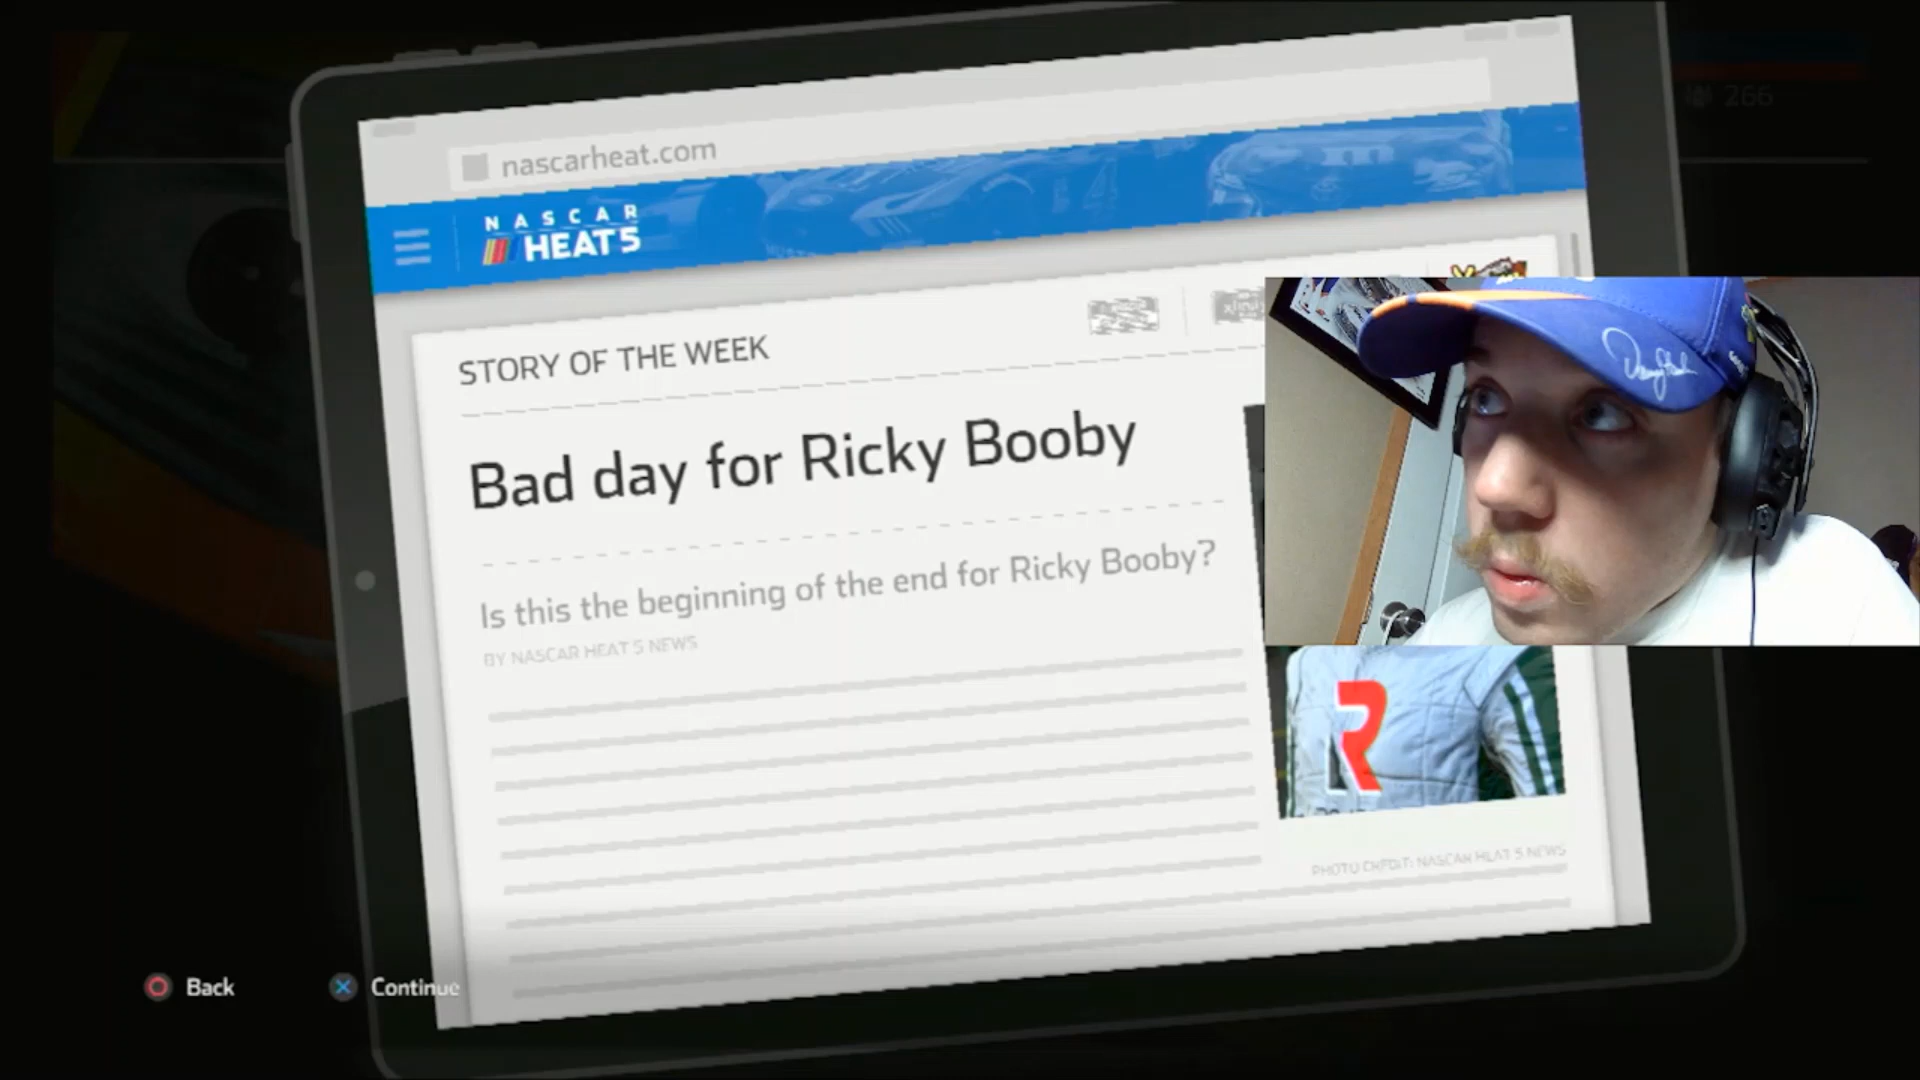 266
nascarheat.com
NASCAR
HEAT 5
STORY OF THE WEEK
Bad day for Ricky Booby
Is this the beginning of the end for Ricky Booby?
BY NASCAR HEAT 5 NEWS
R
PHOTO CREDIT: NASCAR HEAT 5 NEWS
Back
Continue